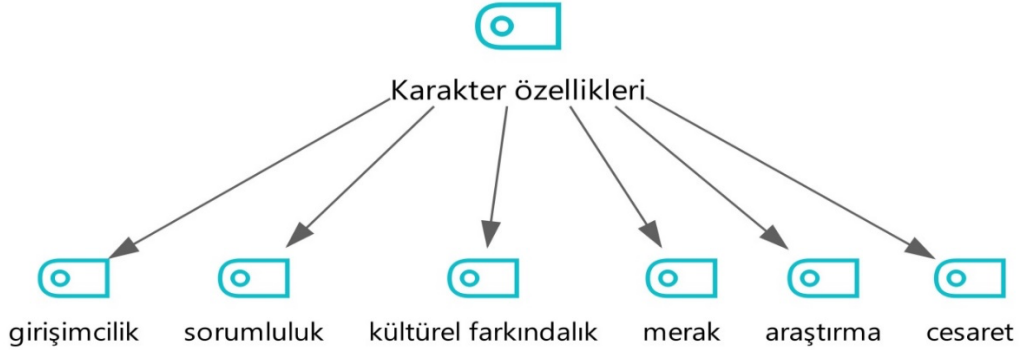 Karakter özellikleri
girişimcilik sorumluluk kültürel farkındalık merak araştırma cesaret